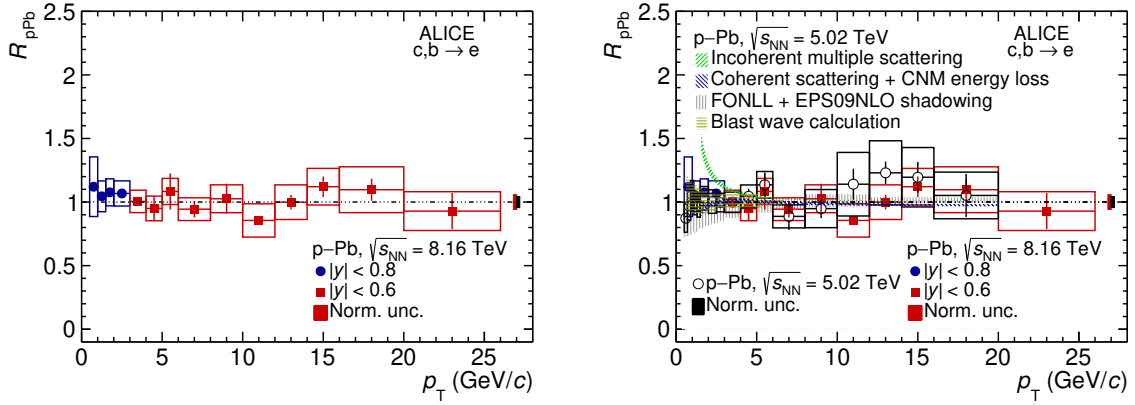 R_pPb
2.5
2
1.5
1
0.5
0
ALICE
c,b → e
p−Pb, √s_NN = 8.16 TeV
|y| < 0.8
|y| < 0.6
Norm. unc.
0 5 10 15 20 25
p_T (GeV/c)
R_pPb
2.5
2
1.5
1
0.5
0
ALICE
c,b → e
p−Pb, √s_NN = 5.02 TeV
Incoherent multiple scattering
Coherent scattering + CNM energy loss
FONLL + EPS09NLO shadowing
Blast wave calculation
p−Pb, √s_NN = 5.02 TeV
Norm. unc.
p−Pb, √s_NN = 8.16 TeV
|y| < 0.8
|y| < 0.6
Norm. unc.
0 5 10 15 20 25
p_T (GeV/c)